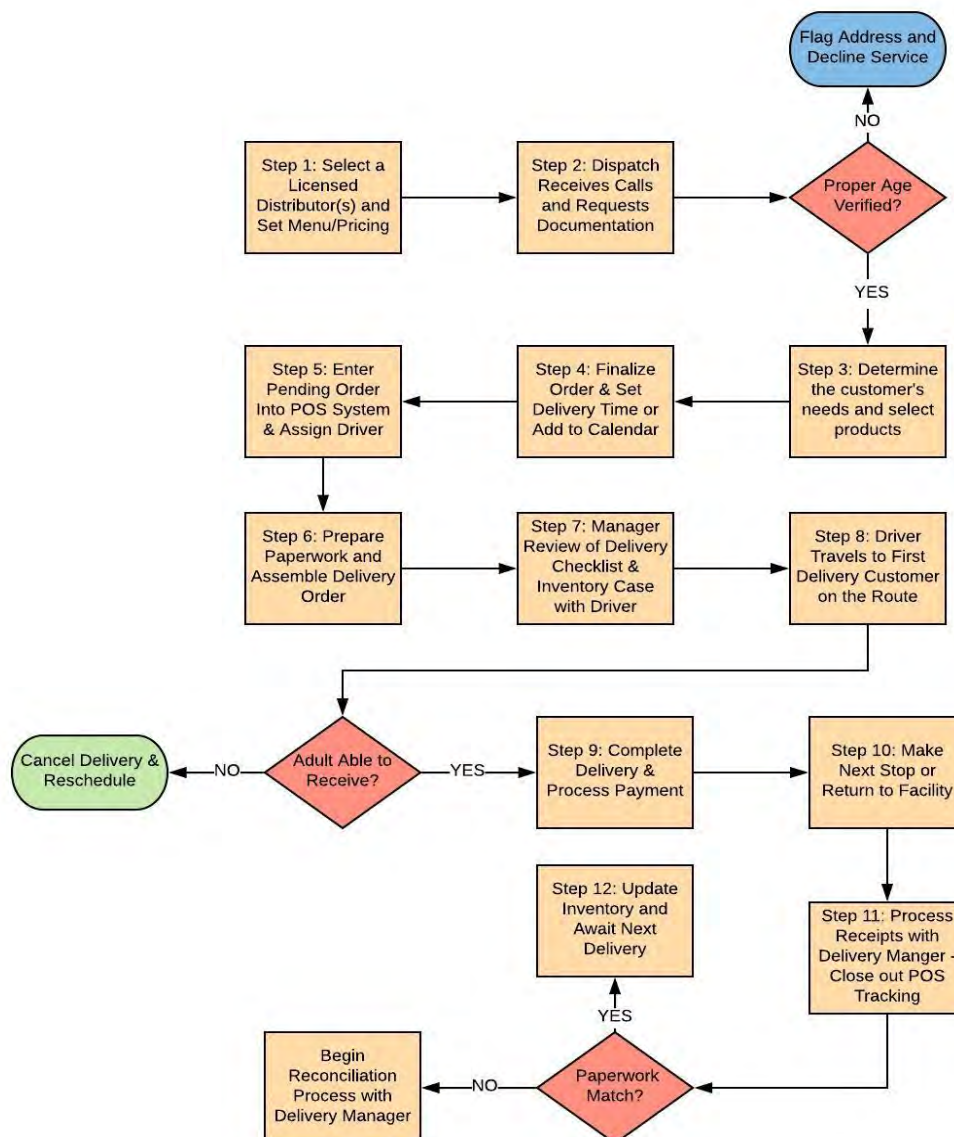 Flag Address and
Decline Service
NO
Step 1: Select a
Licensed
Distributor(s) and
Set Menu/Pricing
Step 2: Dispatch
Receives Calls
and Requests
Documentation
Proper Age
Verified?
YES
Step 3: Determine
the customer's
needs and select
products
Step 4: Finalize
Order & Set
Delivery Time or
Add to Calendar
Step 5: Enter
Pending Order
Into POS System
& Assign Driver
Step 6: Prepare
Paperwork and
Assemble Delivery
Order
Step 7: Manager
Review of Delivery
Checklist &
Inventory Case
with Driver
Step 8: Driver
Travels to First
Delivery Customer
on the Route
Adult Able to
Receive?
NO
Cancel Delivery &
Reschedule
YES
Step 9: Complete
Delivery &
Process Payment
Step 10: Make
Next Stop or
Return to Facility
Step 11: Process
Receipts with
Delivery Manger -
Close out POS
Tracking
Paperwork
Match?
YES
Step 12: Update
Inventory and
Await Next
Delivery
NO
Begin
Reconciliation
Process with
Delivery Manager